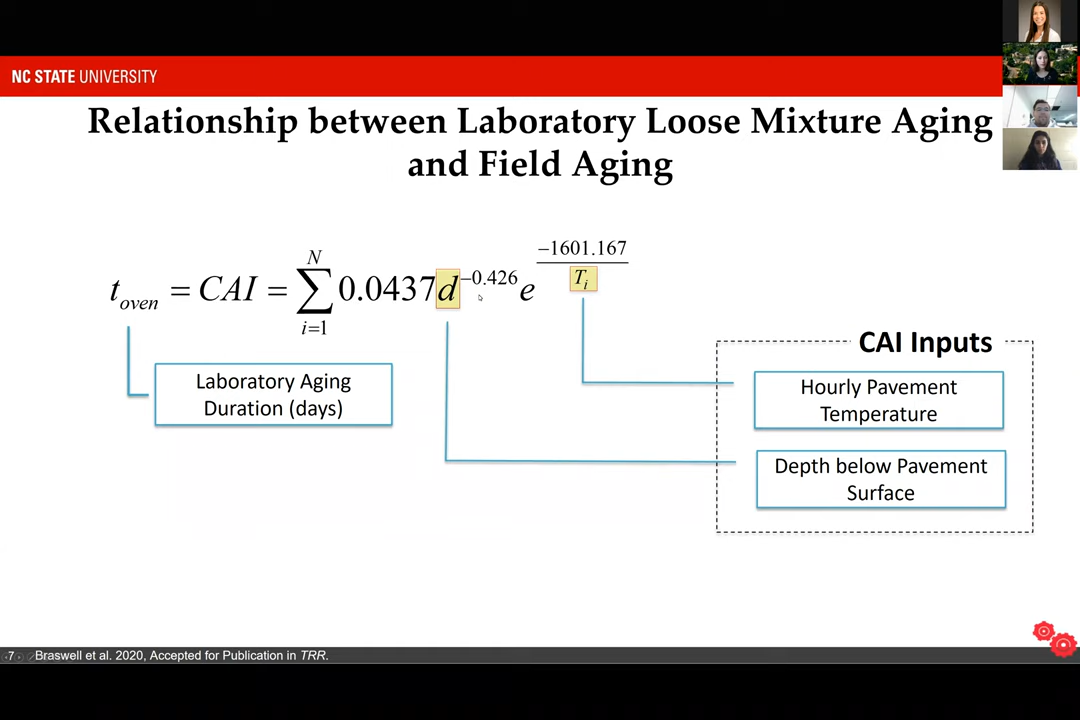 NC STATE UNIVERSITY
Relationship between Laboratory Loose Mixture Aging
and Field Aging
t_oven = CAI = ∑_{i=1}^{N} 0.0437d^{−0.426}e^{−1601.167/T_i}
CAI Inputs
Laboratory Aging
Duration (days)
Hourly Pavement
Temperature
Depth below Pavement
Surface
7 Braswell et al. 2020, Accepted for Publication in TRR.